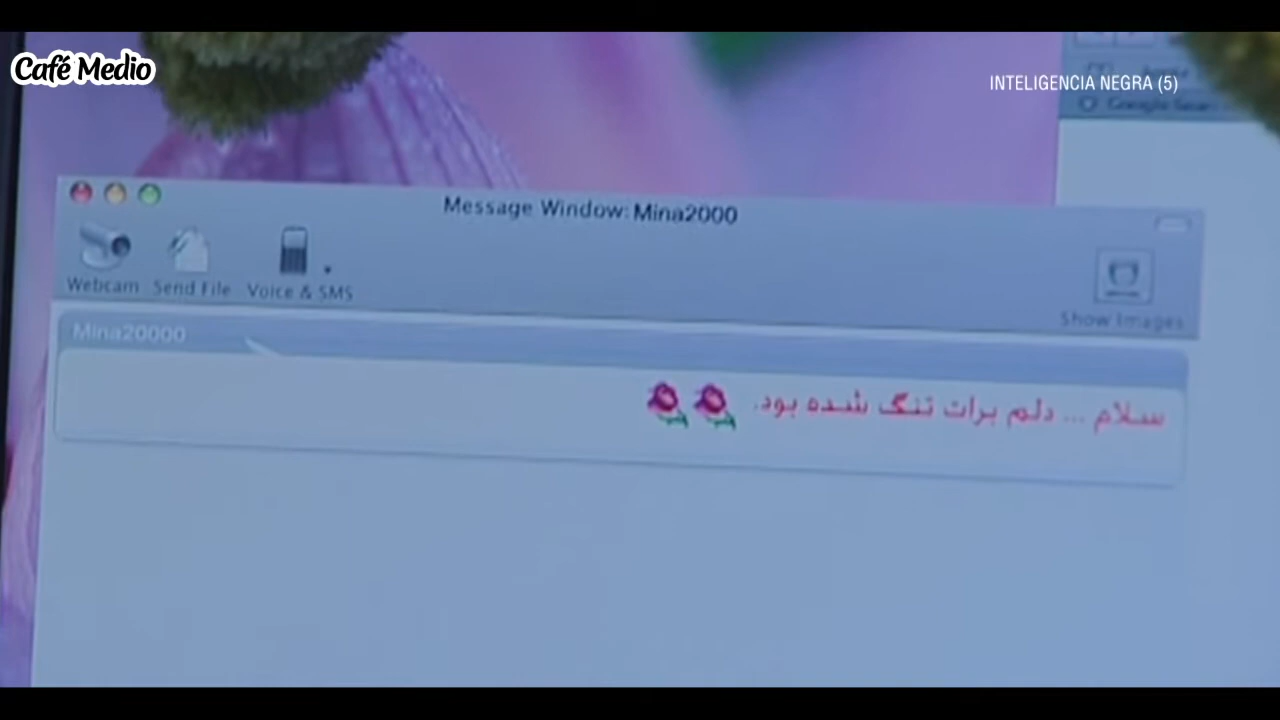 Café Medio
INTELIGENCIA NEGRA (5)
Message Window: Mina2000
Webcam
Send File
Voice & SMS
Show Images
Mina20000
سلام ... دلم برات تنگ شده بود.